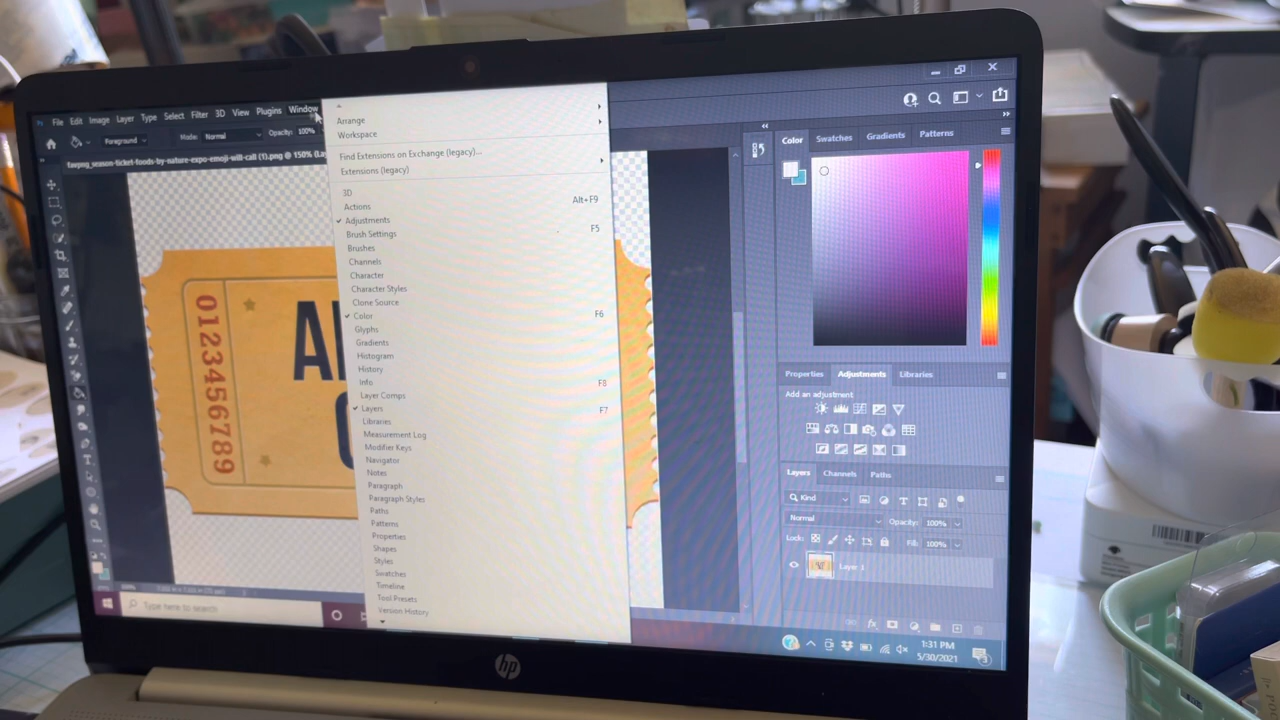 File Edit Image Layer Type Select Filter 3D View Plugins Window
Foreground Mode: Normal Opacity: 100%
Arrange
Workspace
Find Extensions on Exchange (legacy)...
Extensions (legacy)
3D
Actions Alt+F9
Adjustments
Brush Settings F5
Brushes
Channels
Character
Character Styles
Clone Source
Color F6
Glyphs
Gradients
Histogram
History
Info F8
Layer Comps
Layers F7
Libraries
Measurement Log
Modifier Keys
Navigator
Notes
Paragraph
Paragraph Styles
Paths
Patterns
Properties
Shapes
Styles
Swatches
Timeline
Tool Presets
Version History
0123456789
Color Swatches Gradients Patterns
Properties Adjustments Libraries
Add an adjustment
Layers Channels Paths
Kind
Normal Opacity: 100%
Lock: Fill: 100%
Layer 1
Type here to search
1:31 PM
5/30/2021
hp